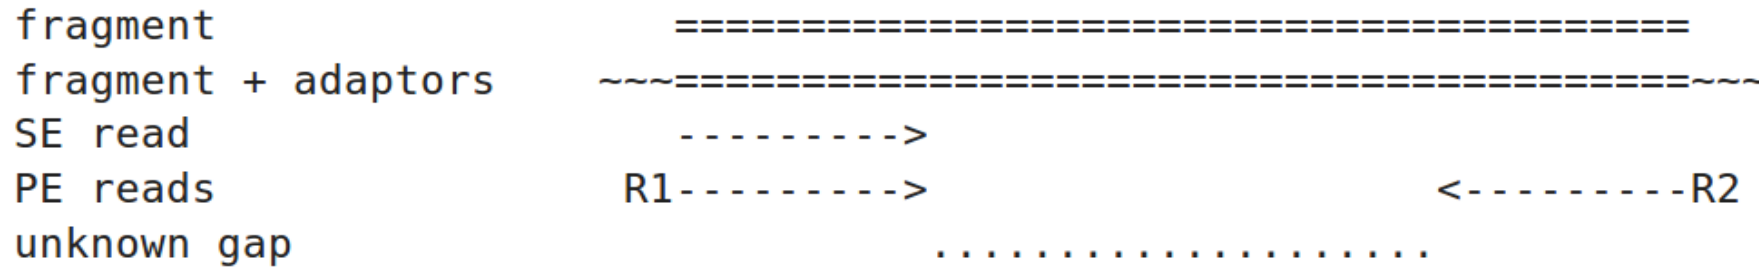 fragment                  ========================================
fragment + adaptors    ~~~========================================~~~
SE read                   --------->
PE reads                R1--------->                    <---------R2
unknown gap                         ....................